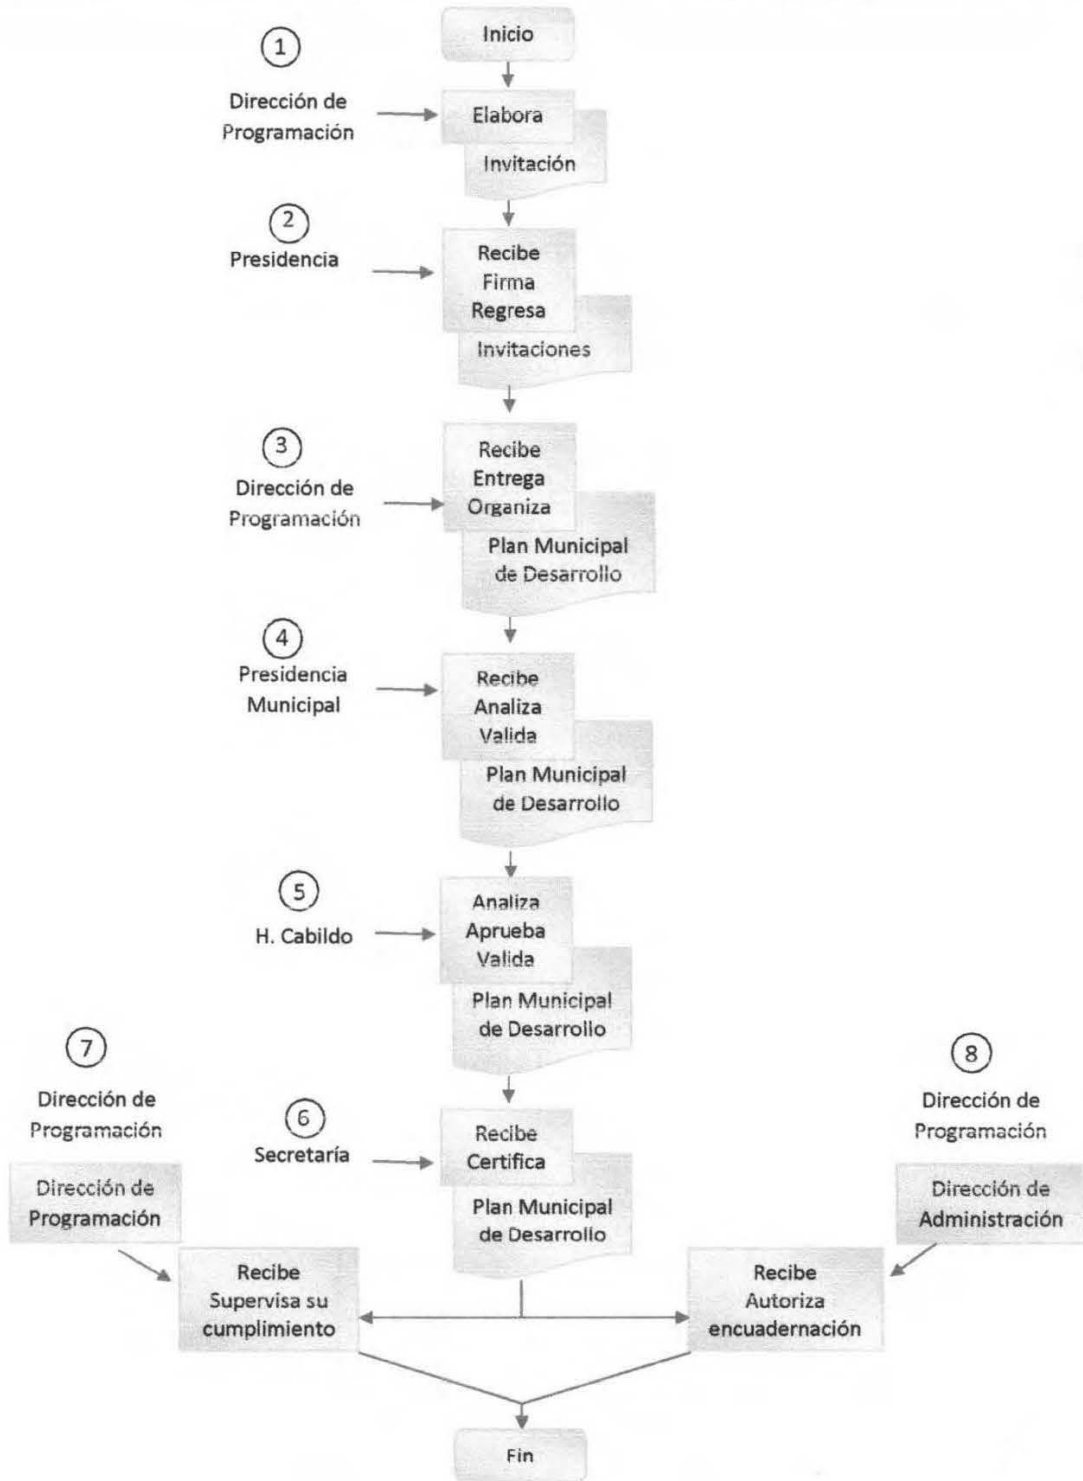 Inicio
1
Dirección de
Programación
Elabora
Invitación
2
Presidencia
Recibe
Firma
Regresa
Invitaciones
3
Dirección de
Programación
Recibe
Entrega
Organiza
Plan Municipal
de Desarrollo
4
Presidencia
Municipal
Recibe
Analiza
Valida
Plan Municipal
de Desarrollo
5
H. Cabildo
Analiza
Aprueba
Valida
Plan Municipal
de Desarrollo
6
Secretaría
Recibe
Certifica
Plan Municipal
de Desarrollo
7
Dirección de
Programación
Dirección de
Programación
Recibe
Supervisa su
cumplimiento
8
Dirección de
Programación
Dirección de
Administración
Recibe
Autoriza
encuadernación
Fin